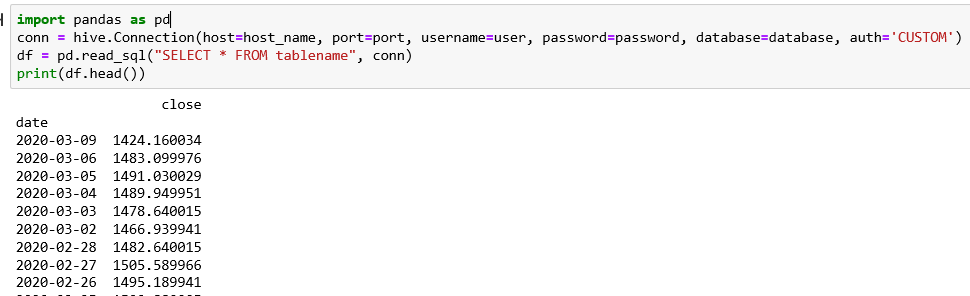 import pandas as pd
conn = hive.Connection(host=host_name, port=port, username=user, password=password, database=database, auth='CUSTOM')
df = pd.read_sql("SELECT * FROM tablename", conn)
print(df.head())
close
date
2020-03-09 1424.160034
2020-03-06 1483.099976
2020-03-05 1491.030029
2020-03-04 1489.949951
2020-03-03 1478.640015
2020-03-02 1466.939941
2020-02-28 1482.640015
2020-02-27 1505.589966
2020-02-26 1495.189941